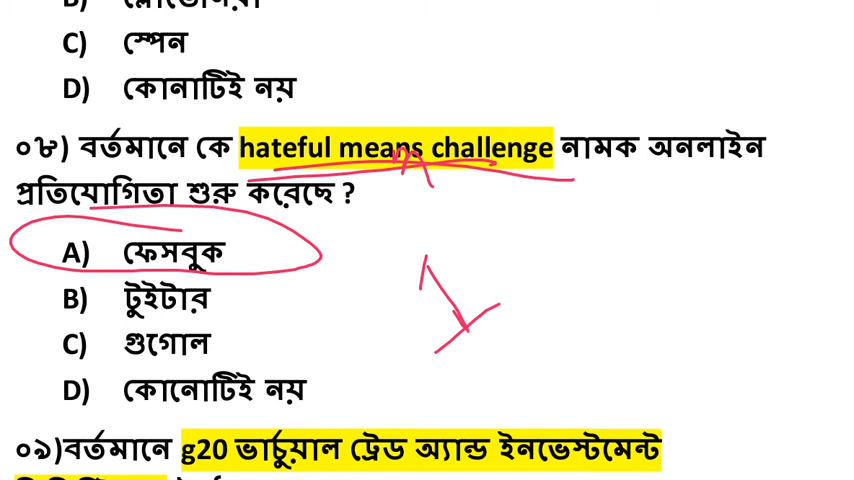 C) স্পেন
D) কোনাটিই নয়
০৮) বর্তমানে কে hateful means challenge নামক অনলাইন
প্রতিযোগিতা শুরু করেছে ?
A) ফেসবুক
B) টুইটার
C) গুগোল
D) কোনোটিই নয়
০৯)বর্তমানে g20 ভার্চুয়াল ট্রেড অ্যান্ড ইনভেস্টমেন্ট